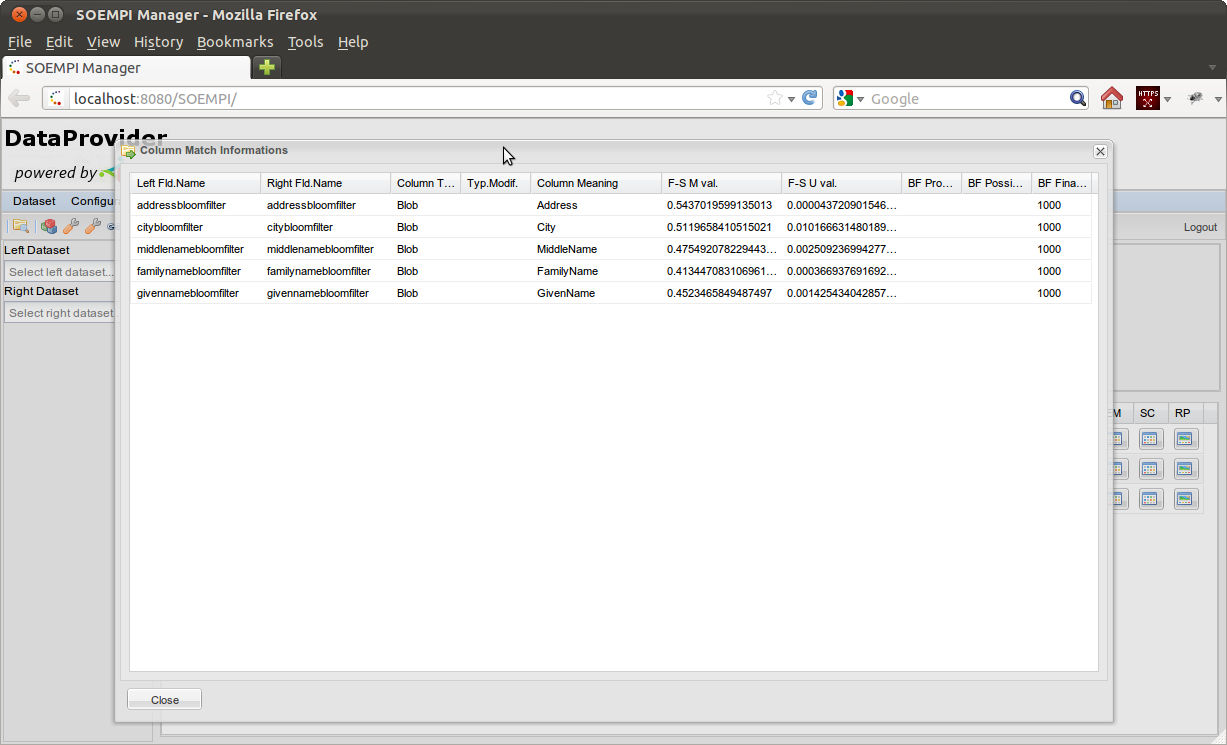 SOEMPI Manager - Mozilla Firefox
File Edit View History Bookmarks Tools Help
SOEMPI Manager
localhost:8080/SOEMPI/ Google HTTPS
DataProvider
powered by
Column Match Informations
Dataset Configu
Logout
Left Dataset
Select left dataset...
Right Dataset
Select right dataset
Left Fld.Name Right Fld.Name Column T... Typ.Modif. Column Meaning F-S M val. F-S U val. BF Pro... BF Possi... BF Fina...
addressbloomfilter addressbloomfilter Blob Address 0.5437019599135013 0.000043720901546... 1000
citybloomfilter citybloomfilter Blob City 0.5119658410515021 0.010166631480189... 1000
middlenamebloomfilter middlenamebloomfilter Blob MiddleName 0.475492078229443... 0.002509236994277... 1000
familynamebloomfilter familynamebloomfilter Blob FamilyName 0.413447083106961... 0.000366937691692... 1000
givennamebloomfilter givennamebloomfilter Blob GivenName 0.4523465849487497 0.001425434042857... 1000
M SC RP
Close